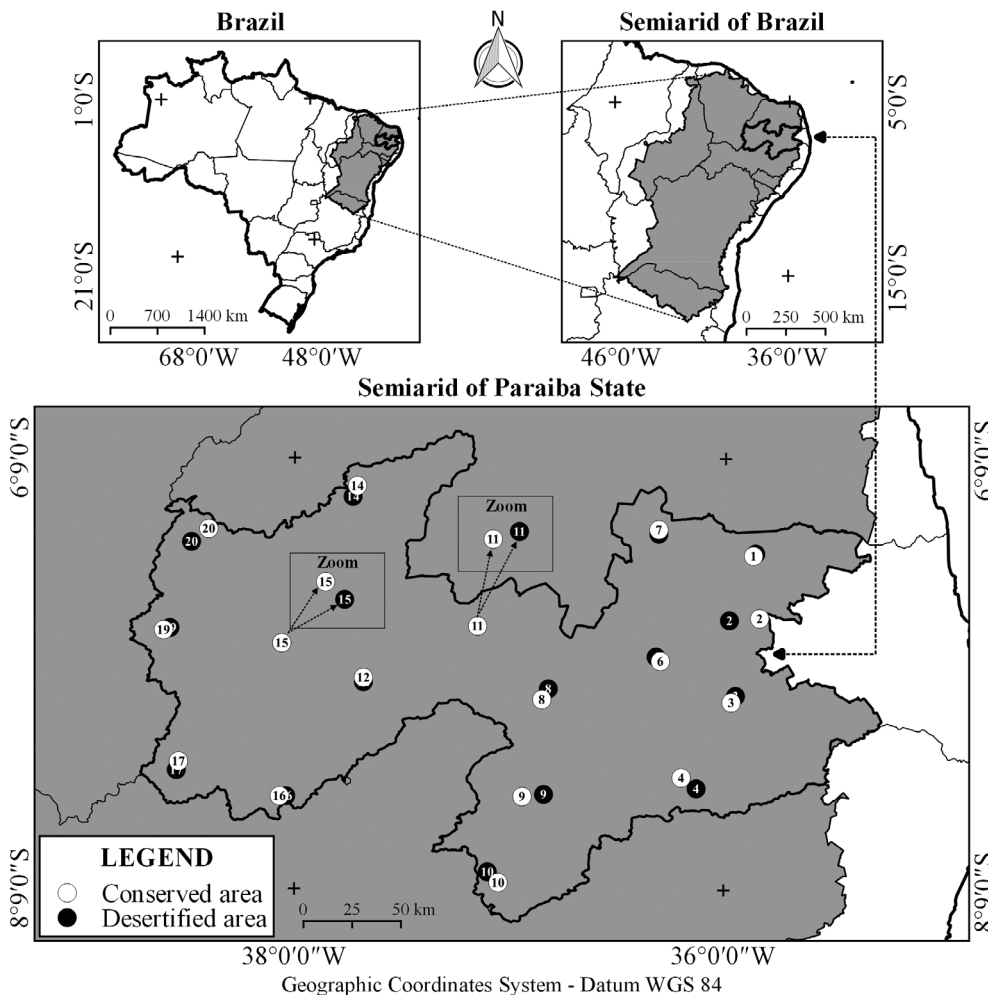 Brazil
N
Semiarid of Brazil
1°0'S
21°0'S
0 700 1400 km
68°0'W 48°0'W
5°0'S
15°0'S
0 250 500 km
46°0'W 36°0'W
Semiarid of Paraiba State
6°9'0"S
8°9'0"S
6°9'0"S
8°9'0"S
14
14
20
20
Zoom
15
15
15
Zoom
11
11
11
7
1
2
2
19
9
12
6
8
8
3
3
17
17
16
9
9
4
4
10
10
LEGEND
Conserved area
Desertified area
0 25 50 km
38°0'0"W 36°0'0"W
Geographic Coordinates System - Datum WGS 84